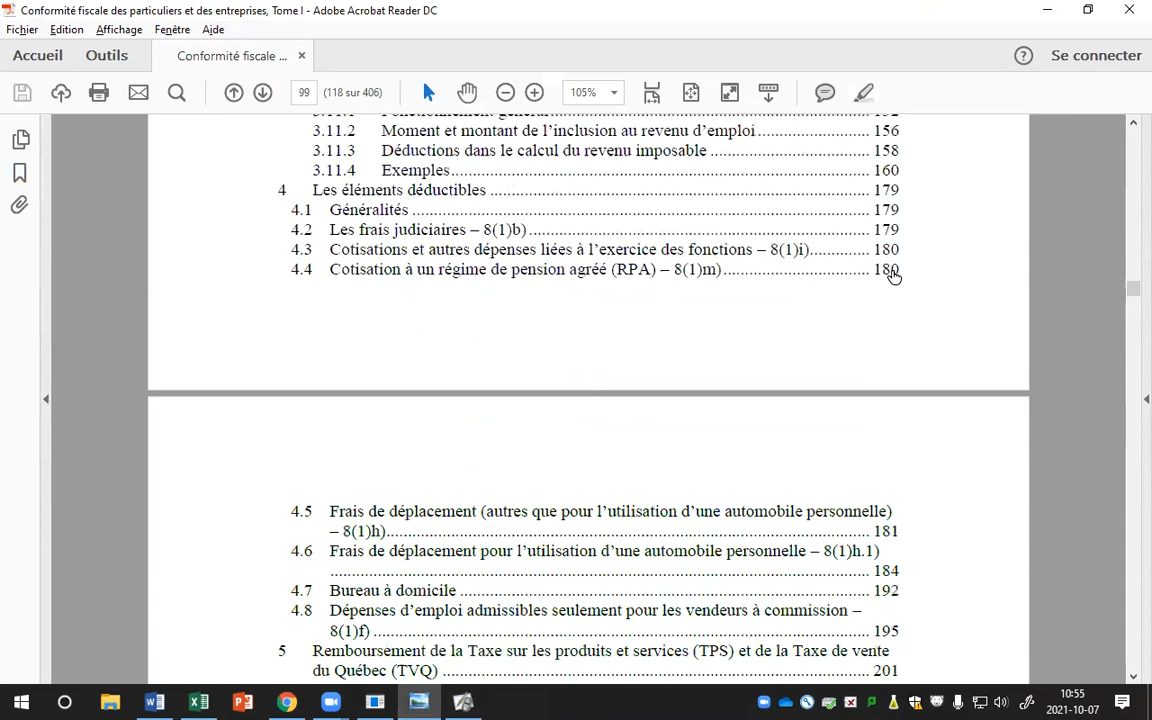 Conformité fiscale des particuliers et des entreprises, Tome I - Adobe Acrobat Reader DC
Fichier Edition Affichage Fenêtre Aide
Accueil Outils Conformité fiscale ... × Se connecter
99 (118 sur 406) 105%
3.11.1 Fonctionnement général 152
3.11.2 Moment et montant de l’inclusion au revenu d’emploi 156
3.11.3 Déductions dans le calcul du revenu imposable 158
3.11.4 Exemples 160
4 Les éléments déductibles 179
4.1 Généralités 179
4.2 Les frais judiciaires – 8(1)b) 179
4.3 Cotisations et autres dépenses liées à l’exercice des fonctions – 8(1)i) 180
4.4 Cotisation à un régime de pension agréé (RPA) – 8(1)m) 180
4.5 Frais de déplacement (autres que pour l’utilisation d’une automobile personnelle)
– 8(1)h) 181
4.6 Frais de déplacement pour l’utilisation d’une automobile personnelle – 8(1)h.1)
184
4.7 Bureau à domicile 192
4.8 Dépenses d’emploi admissibles seulement pour les vendeurs à commission –
8(1)f) 195
5 Remboursement de la Taxe sur les produits et services (TPS) et de la Taxe de vente
du Québec (TVQ) 201
10:55
2021-10-07